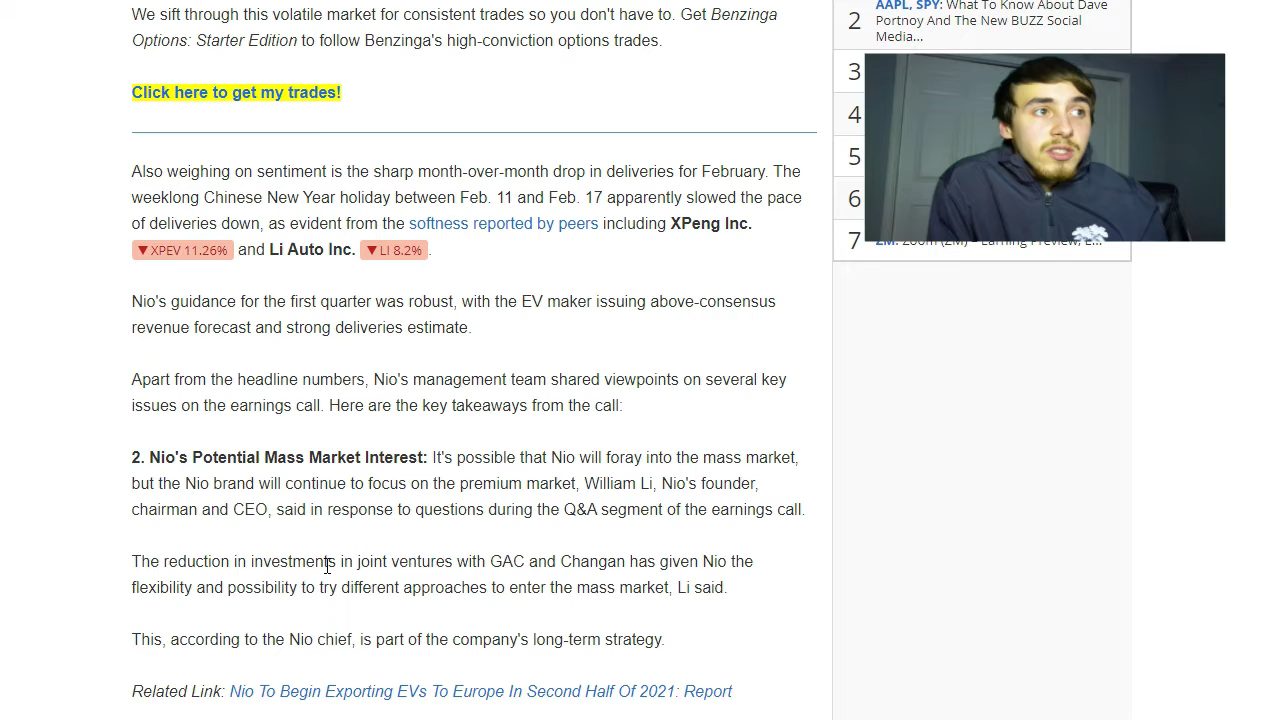 We sift through this volatile market for consistent trades so you don't have to. Get Benzinga
Options: Starter Edition to follow Benzinga's high-conviction options trades.
Click here to get my trades!
Also weighing on sentiment is the sharp month-over-month drop in deliveries for February. The
weeklong Chinese New Year holiday between Feb. 11 and Feb. 17 apparently slowed the pace
of deliveries down, as evident from the softness reported by peers including XPeng Inc.
▼ XPEV 11.26% and Li Auto Inc. ▼ LI 8.2% .
Nio's guidance for the first quarter was robust, with the EV maker issuing above-consensus
revenue forecast and strong deliveries estimate.
Apart from the headline numbers, Nio's management team shared viewpoints on several key
issues on the earnings call. Here are the key takeaways from the call:
2. Nio's Potential Mass Market Interest: It's possible that Nio will foray into the mass market,
but the Nio brand will continue to focus on the premium market, William Li, Nio's founder,
chairman and CEO, said in response to questions during the Q&A segment of the earnings call.
The reduction in investments in joint ventures with GAC and Changan has given Nio the
flexibility and possibility to try different approaches to enter the mass market, Li said.
This, according to the Nio chief, is part of the company's long-term strategy.
Related Link: Nio To Begin Exporting EVs To Europe In Second Half Of 2021: Report
2
AAPL, SPY: What To Know About Dave
Portnoy And The New BUZZ Social
Media...
3
4
5
6
7
ZM: Zoom (ZM) - Earning Preview, E...